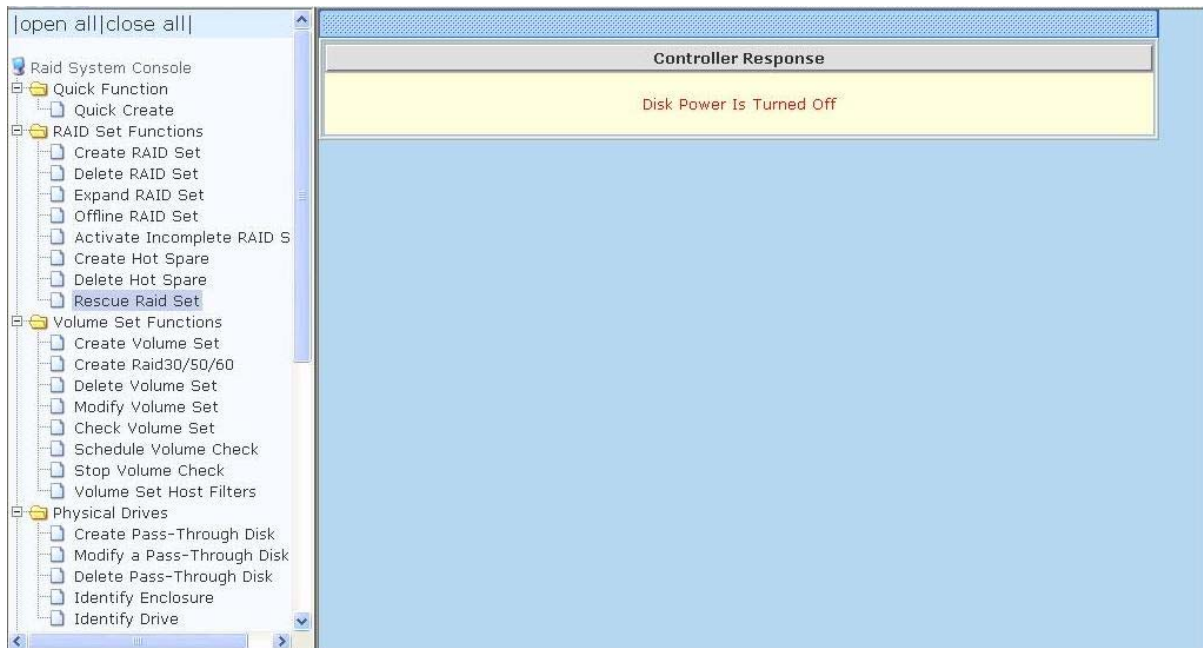 |open all|close all|
Raid System Console
Quick Function
Quick Create
RAID Set Functions
Create RAID Set
Delete RAID Set
Expand RAID Set
Offline RAID Set
Activate Incomplete RAID S
Create Hot Spare
Delete Hot Spare
Rescue Raid Set
Volume Set Functions
Create Volume Set
Create Raid30/50/60
Delete Volume Set
Modify Volume Set
Check Volume Set
Schedule Volume Check
Stop Volume Check
Volume Set Host Filters
Physical Drives
Create Pass-Through Disk
Modify a Pass-Through Disk
Delete Pass-Through Disk
Identify Enclosure
Identify Drive
Controller Response
Disk Power Is Turned Off